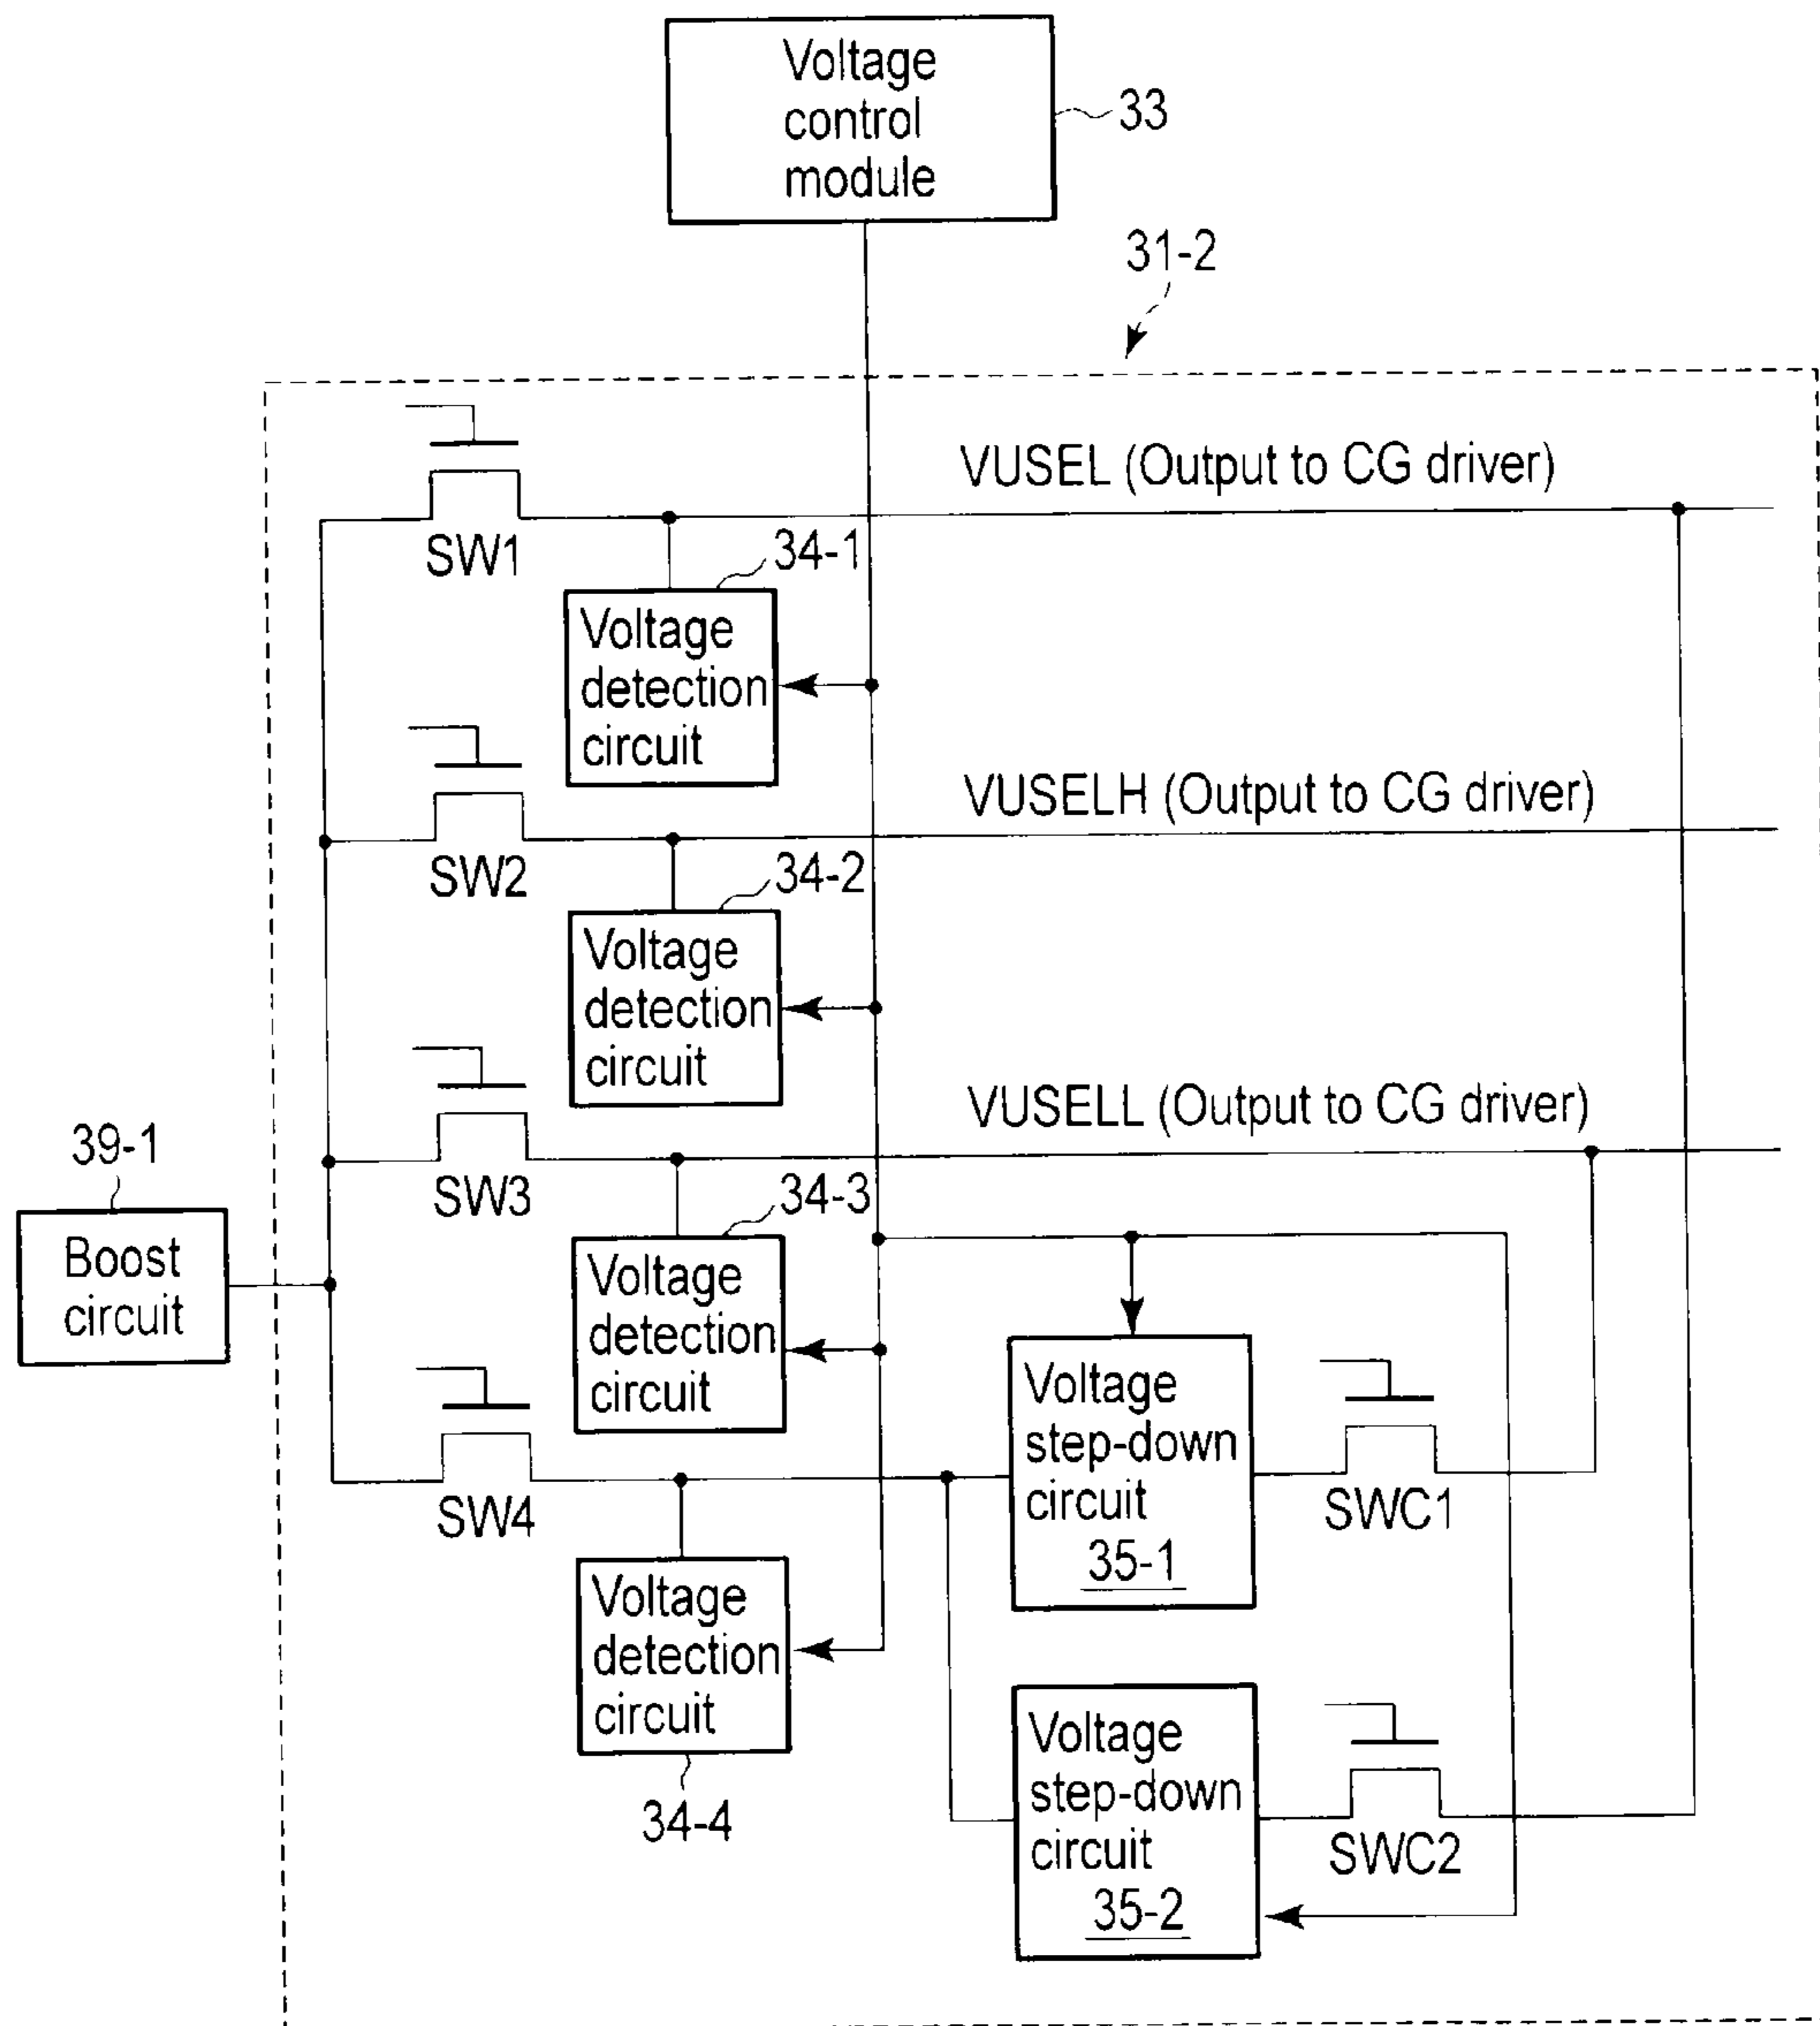 Voltage
control
module
33
31-2
VUSEL (Output to CG driver)
SW1
34-1
Voltage
detection
circuit
VUSELH (Output to CG driver)
SW2
34-2
Voltage
detection
circuit
VUSELL (Output to CG driver)
39-1
SW3
34-3
Boost
circuit
Voltage
detection
circuit
Voltage
step-down
circuit
35-1
SWC1
SW4
Voltage
detection
circuit
34-4
Voltage
step-down
circuit
35-2
SWC2